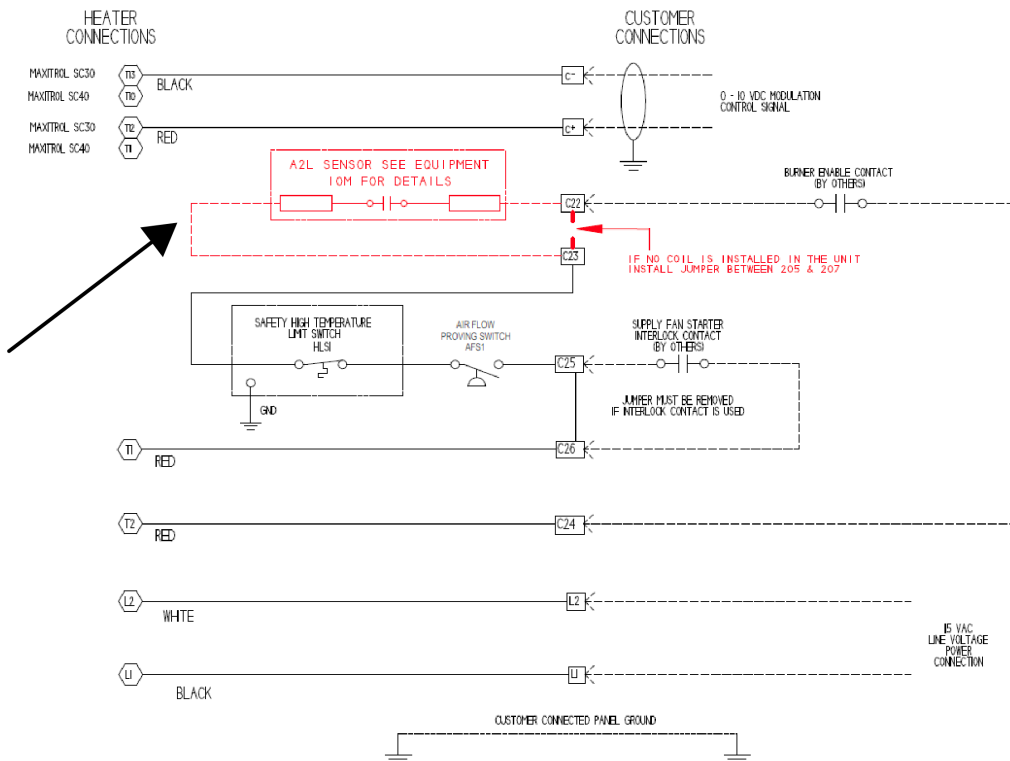 HEATER
CONNECTIONS
CUSTOMER
CONNECTIONS
MAXITROL SC30
T13
BLACK
C-
MAXITROL SC40
T10
0 - 10 VDC MODULATION
CONTROL SIGNAL
MAXITROL SC30
T12
RED
C+
MAXITROL SC40
T1
A2L SENSOR SEE EQUIPMENT
IOM FOR DETAILS
BURNER ENABLE CONTACT
(BY OTHERS)
C22
C23
IF NO COIL IS INSTALLED IN THE UNIT
INSTALL JUMPER BETWEEN 205 & 207
SAFETY HIGH TEMPERATURE
LIMIT SWITCH
HLS1
AIR FLOW
PROVING SWITCH
AFS1
SUPPLY FAN STARTER
INTERLOCK CONTACT
(BY OTHERS)
C25
GND
JUMPER MUST BE REMOVED
IF INTERLOCK CONTACT IS USED
T1
RED
C26
T2
RED
C24
L2
WHITE
L2
115 VAC
LINE VOLTAGE
POWER
CONNECTION
L1
BLACK
L1
CUSTOMER CONNECTED PANEL GROUND